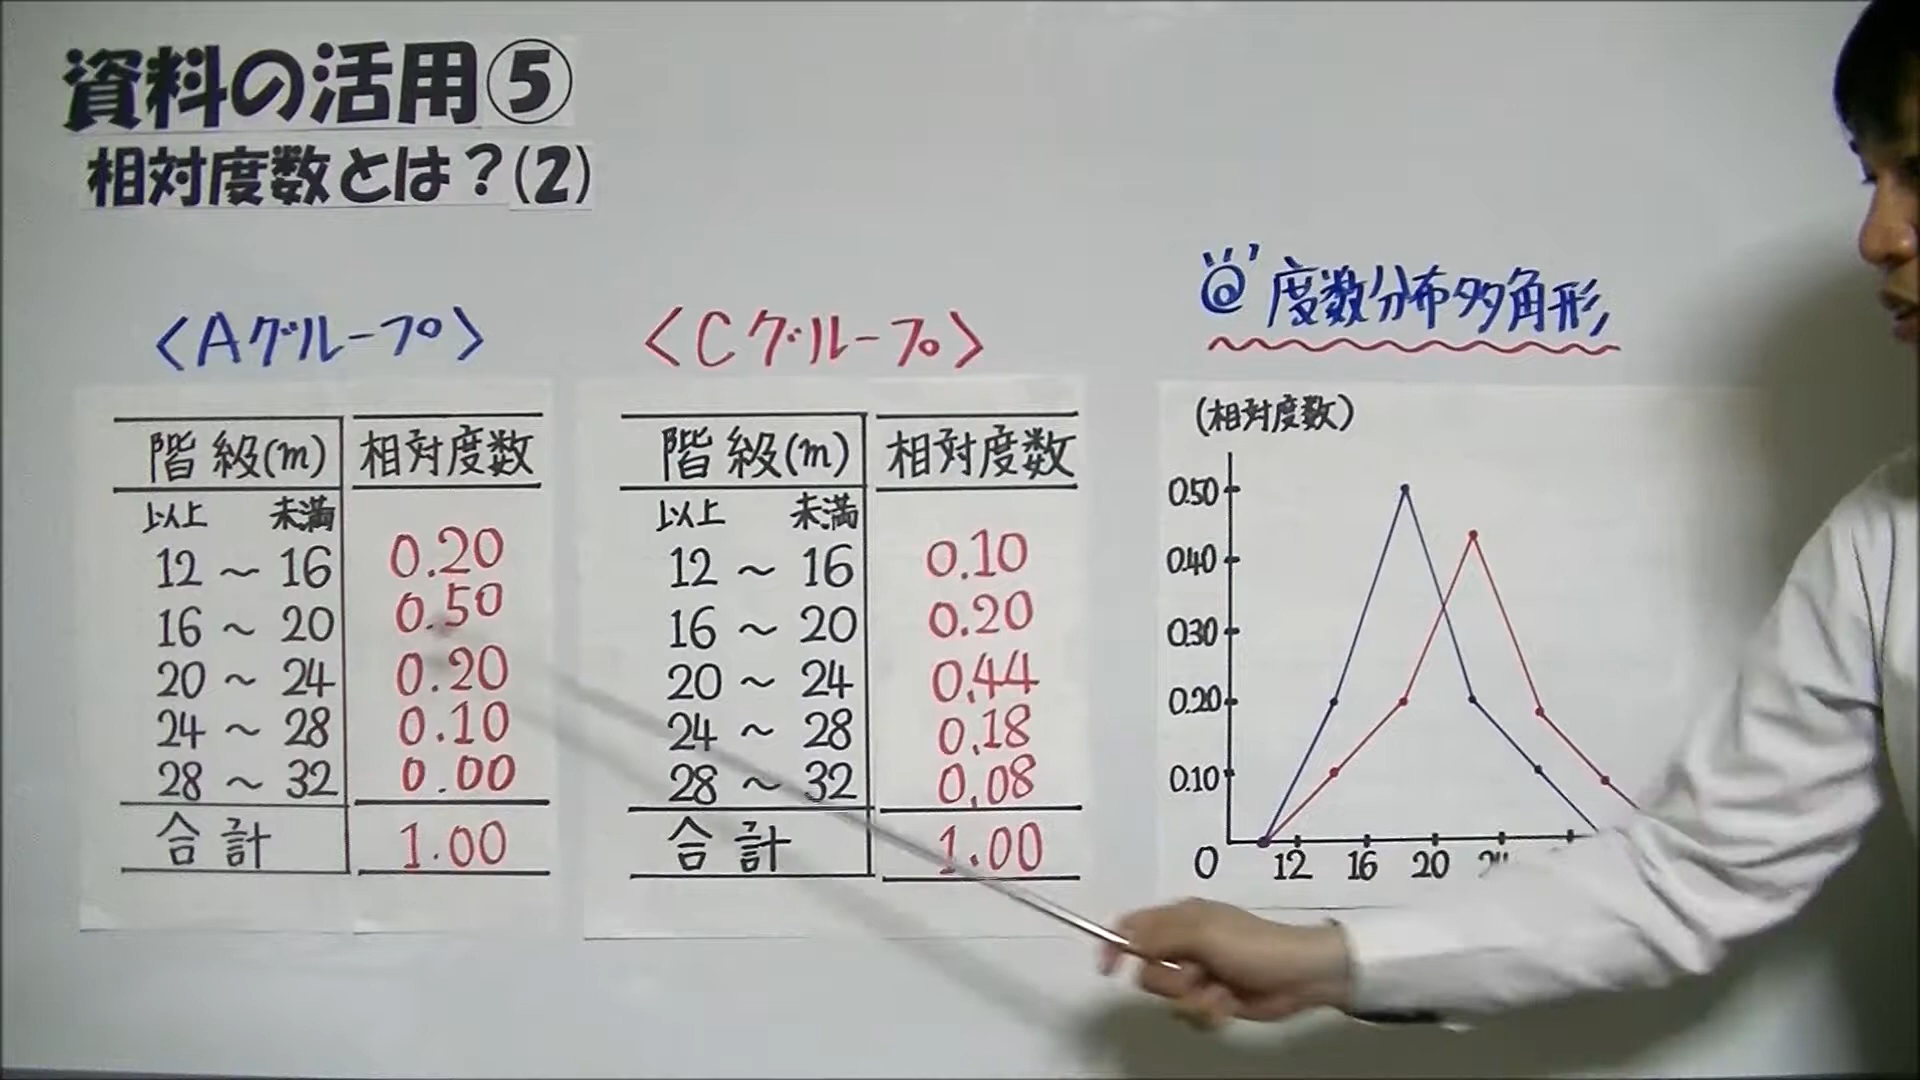 資料の活用⑤
相対度数とは?(2)
〈Aグループ〉
階級(m) 相対度数
以上 未満
12 ～ 16 0.20
16 ～ 20 0.50
20 ～ 24 0.20
24 ～ 28 0.10
28 ～ 32 0.00
合計 1.00
〈Cグループ〉
階級(m) 相対度数
以上 未満
12 ～ 16 0.10
16 ～ 20 0.20
20 ～ 24 0.44
24 ～ 28 0.18
28 ～ 32 0.08
合計 1.00
度数分布多角形
(相対度数)
0.50
0.40
0.30
0.20
0.10
0 12 16 20